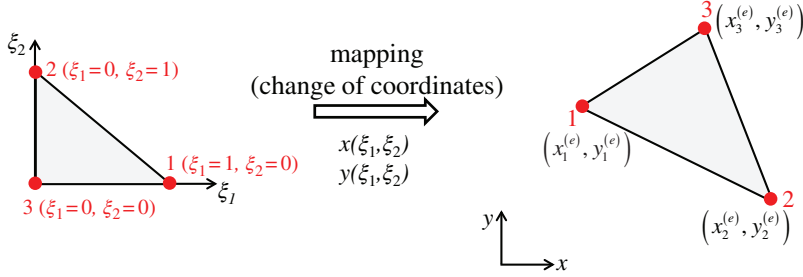 ξ₂
2 (ξ₁=0, ξ₂=1)
1 (ξ₁=1, ξ₂=0)
ξ₁
3 (ξ₁=0, ξ₂=0)
mapping
(change of coordinates)
x(ξ₁,ξ₂)
y(ξ₁,ξ₂)
3
(x₃⁽ᵉ⁾, y₃⁽ᵉ⁾)
1
(x₁⁽ᵉ⁾, y₁⁽ᵉ⁾)
2
(x₂⁽ᵉ⁾, y₂⁽ᵉ⁾)
y
x